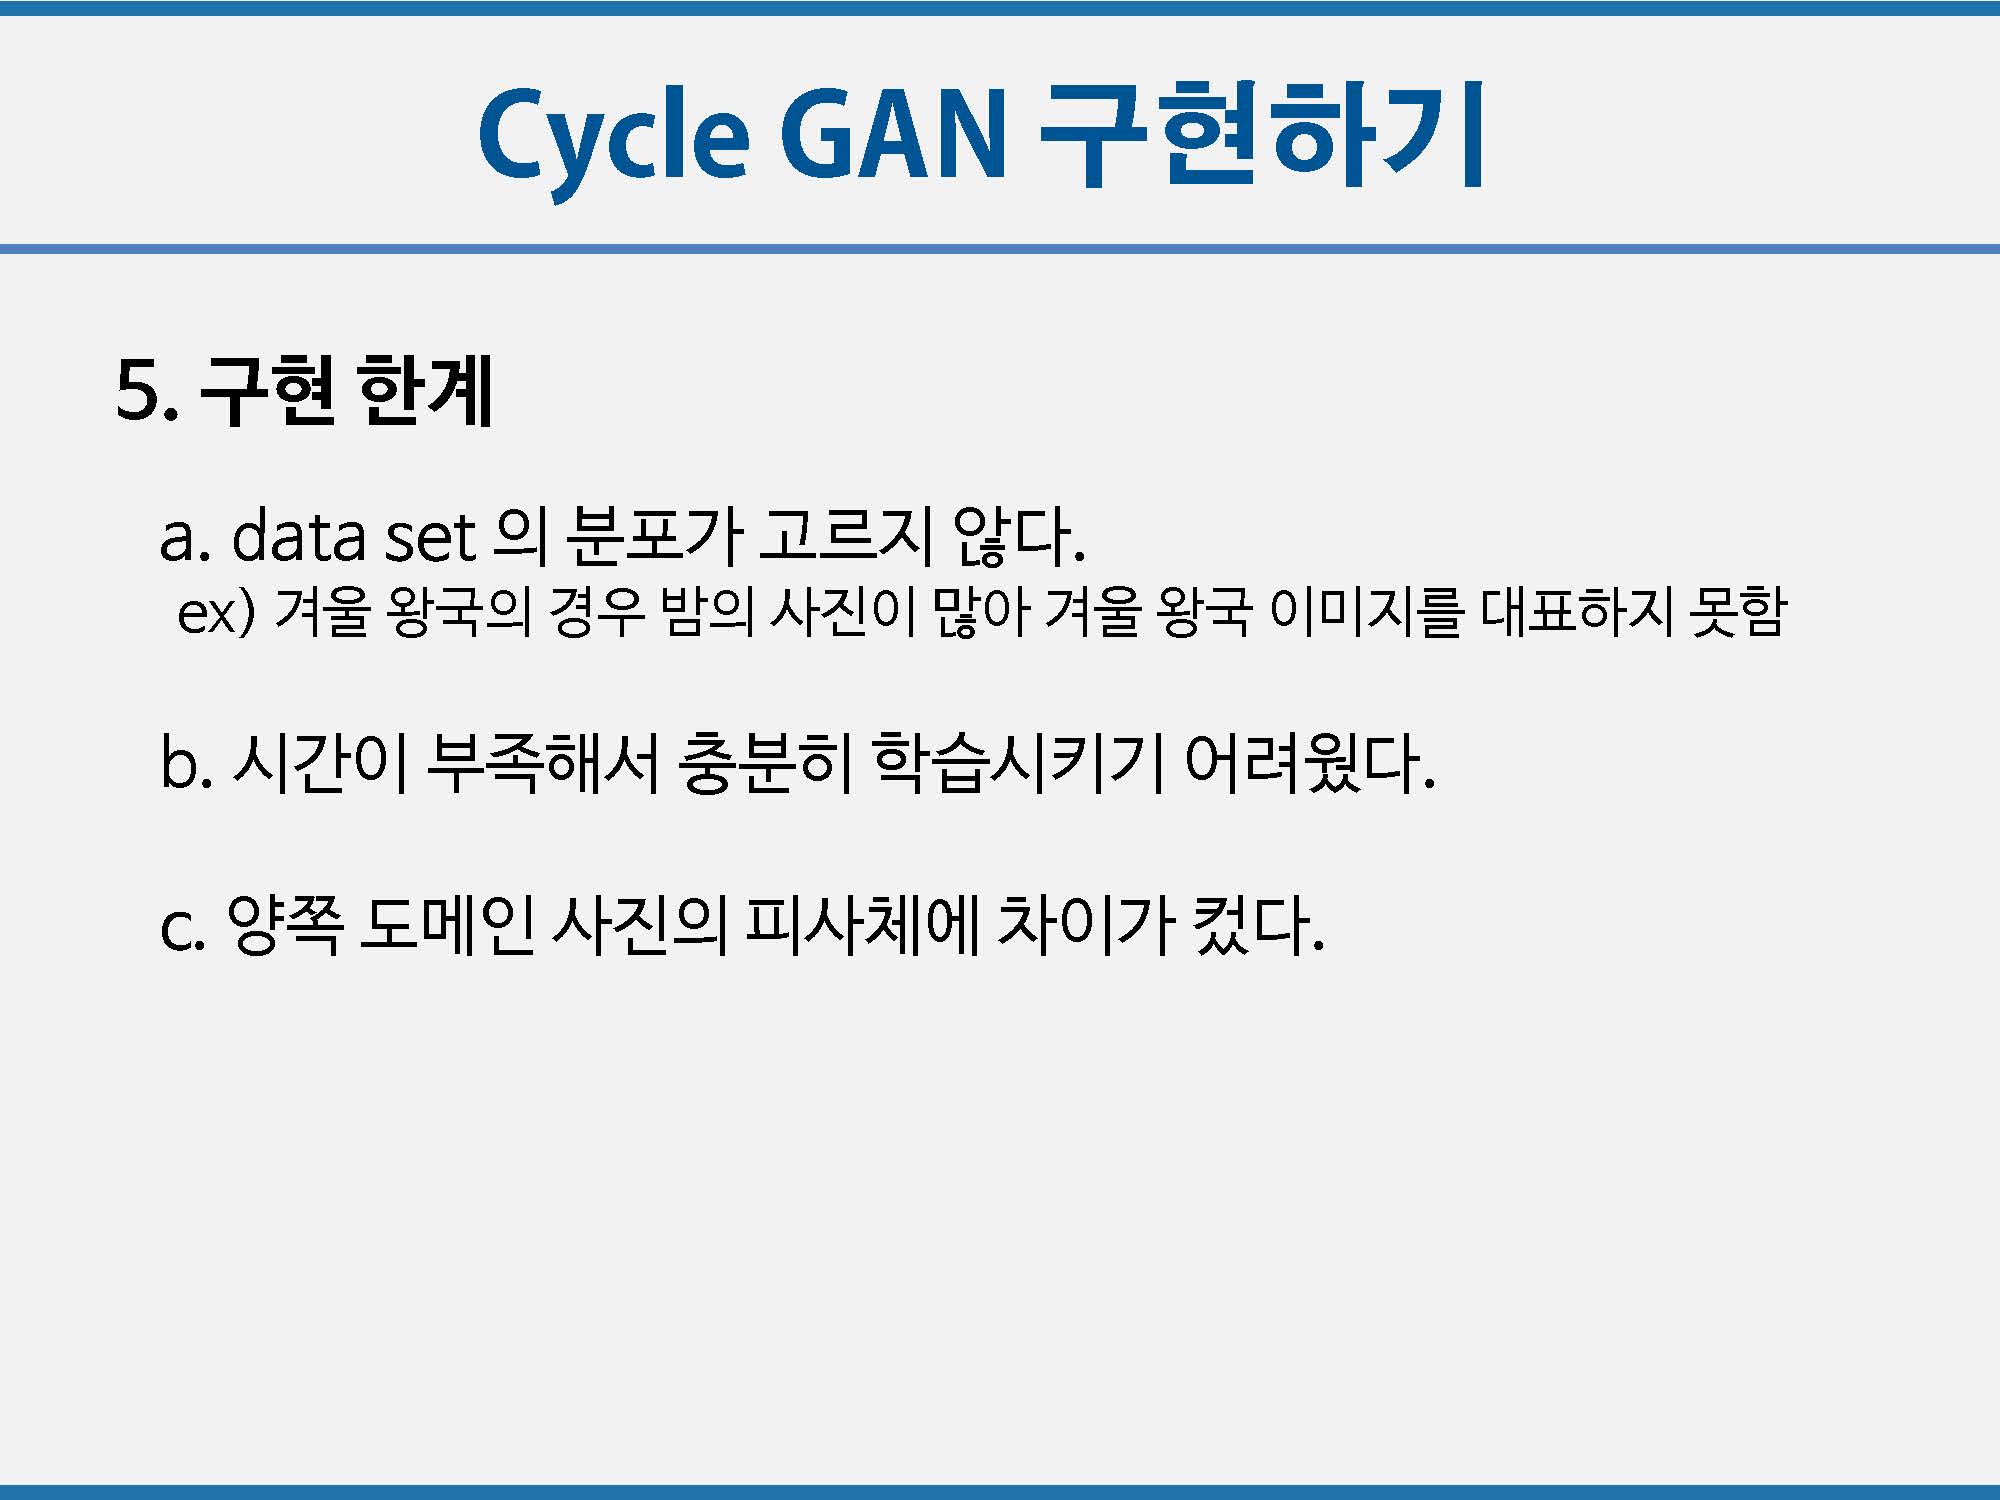 Cycle GAN 구현하기
5. 구현 한계
a. data set 의 분포가 고르지 않다.
ex) 겨울 왕국의 경우 밤의 사진이 많아 겨울 왕국 이미지를 대표하지 못함
b. 시간이 부족해서 충분히 학습시키기 어려웠다.
c. 양쪽 도메인 사진의 피사체에 차이가 컸다.